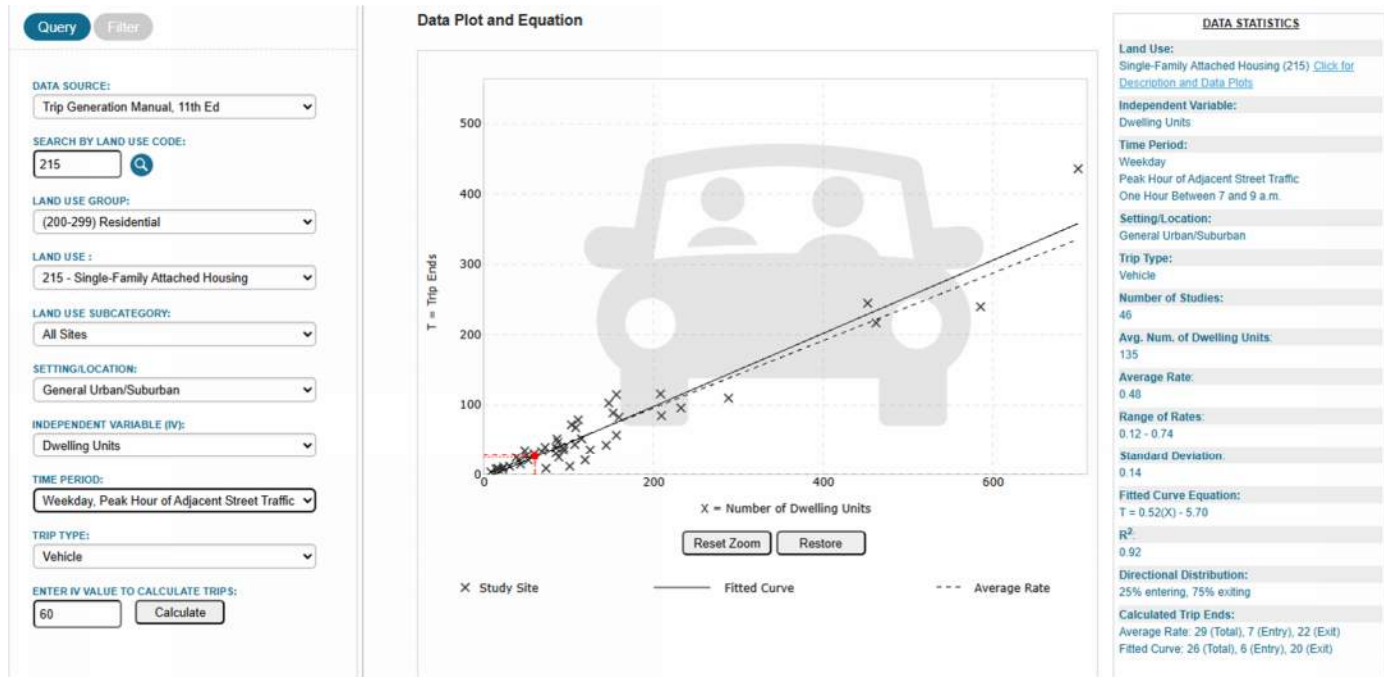 Query
Filter
DATA SOURCE:
Trip Generation Manual, 11th Ed
SEARCH BY LAND USE CODE:
215
LAND USE GROUP:
(200-299) Residential
LAND USE :
215 - Single-Family Attached Housing
LAND USE SUBCATEGORY:
All Sites
SETTING/LOCATION:
General Urban/Suburban
INDEPENDENT VARIABLE (IV):
Dwelling Units
TIME PERIOD:
Weekday, Peak Hour of Adjacent Street Traffic
TRIP TYPE:
Vehicle
ENTER IV VALUE TO CALCULATE TRIPS:
60
Calculate
Data Plot and Equation
T = Trip Ends
500
400
300
200
100
0
0
200
400
600
X = Number of Dwelling Units
Reset Zoom
Restore
Study Site
Fitted Curve
Average Rate
DATA STATISTICS
Land Use:
Single-Family Attached Housing (215) Click for
Description and Data Plots
Independent Variable:
Dwelling Units
Time Period:
Weekday
Peak Hour of Adjacent Street Traffic
One Hour Between 7 and 9 a.m.
Setting/Location:
General Urban/Suburban
Trip Type:
Vehicle
Number of Studies:
46
Avg. Num. of Dwelling Units:
135
Average Rate:
0.48
Range of Rates:
0.12 - 0.74
Standard Deviation:
0.14
Fitted Curve Equation:
T = 0.52(X) - 5.70
R²:
0.92
Directional Distribution:
25% entering, 75% exiting
Calculated Trip Ends:
Average Rate: 29 (Total), 7 (Entry), 22 (Exit)
Fitted Curve: 26 (Total), 6 (Entry), 20 (Exit)